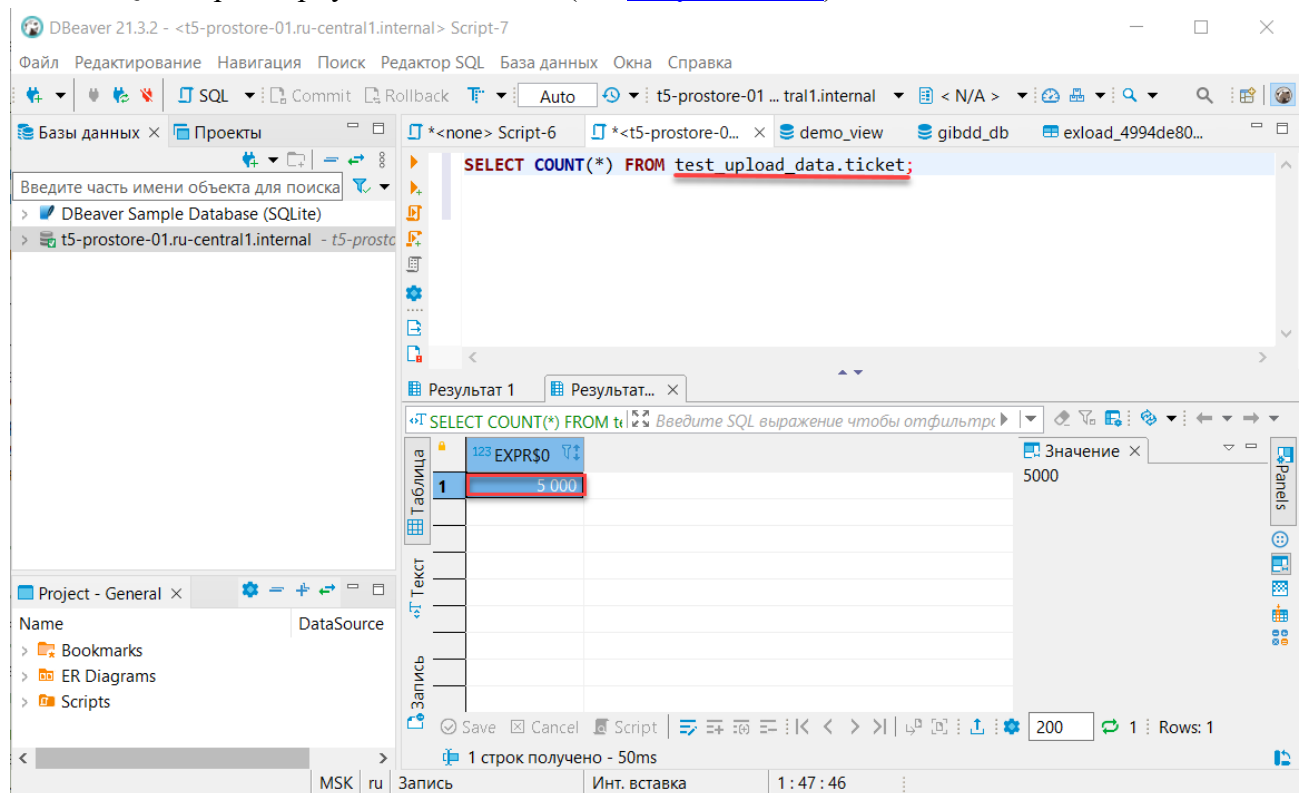 DBeaver 21.3.2 - <t5-prostore-01.ru-central1.internal> Script-7
Файл Редактирование Навигация Поиск Редактор SQL База данных Окна Справка
SQL Commit Rollback Auto t5-prostore-01 ... tral1.internal < N/A >
Базы данных Проекты
*<none> Script-6 *<t5-prostore-0... demo_view gibdd_db exload_4994de80...
Введите часть имени объекта для поиска
DBeaver Sample Database (SQLite)
t5-prostore-01.ru-central1.internal - t5-prosto
SELECT COUNT(*) FROM test_upload_data.ticket;
Результат 1 Результат...
SELECT COUNT(*) FROM te Введите SQL выражение чтобы отфильтро
Таблица
Текст
Запись
123 EXPR$0
1 5 000
Значение
5000
Panels
Project - General
Name DataSource
Bookmarks
ER Diagrams
Scripts
Save Cancel Script 200 1 Rows: 1
1 строк получено - 50ms
MSK ru Запись Инт. вставка 1 : 47 : 46